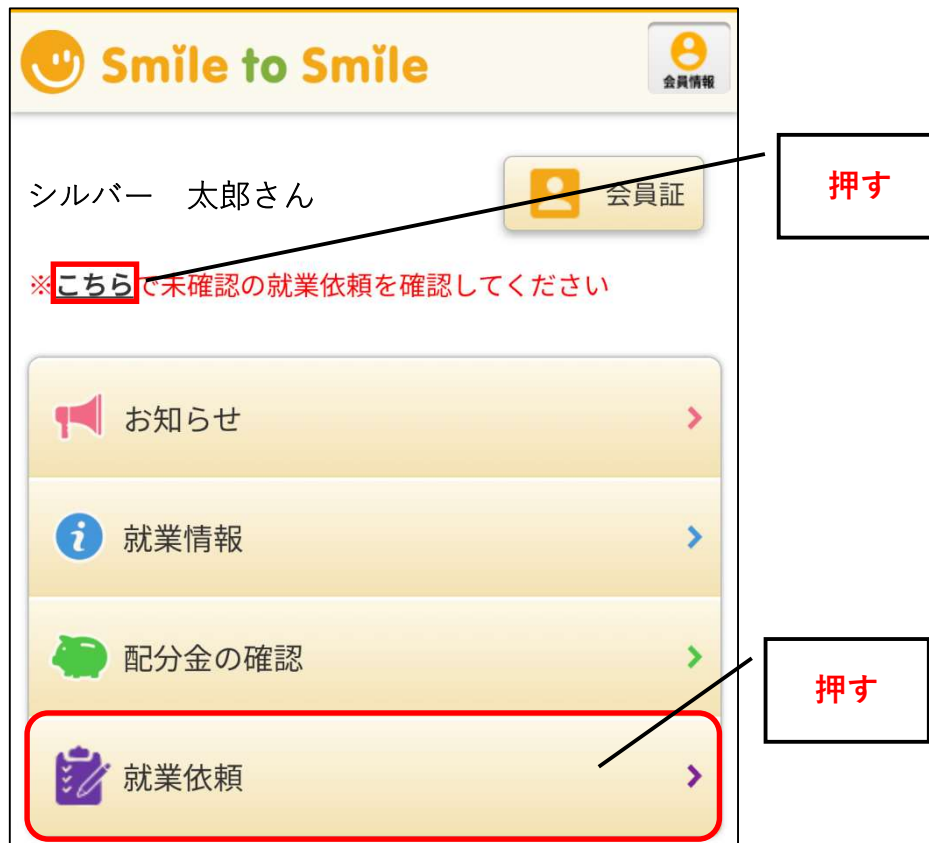 Smile to Smile
会員情報
シルバー　太郎さん
会員証
押す
※こちらで未確認の就業依頼を確認してください
お知らせ
就業情報
配分金の確認
押す
就業依頼